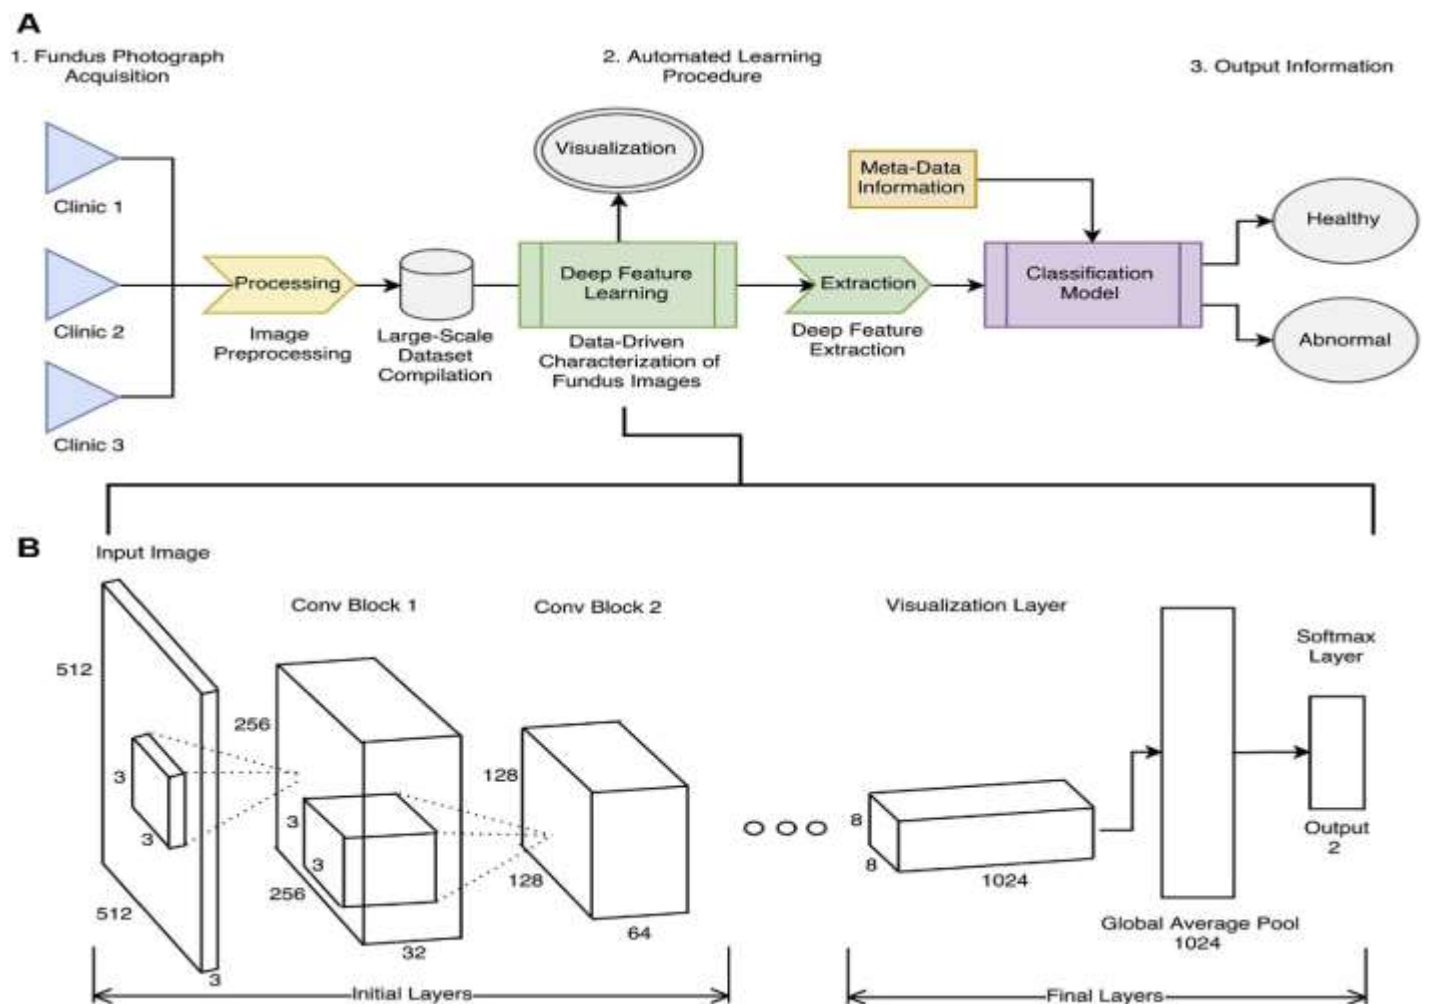 A
1. Fundus Photograph
Acquisition
2. Automated Learning
Procedure
3. Output Information
Clinic 1
Clinic 2
Clinic 3
Processing
Image
Preprocessing
Large-Scale
Dataset
Compilation
Visualization
Deep Feature
Learning
Data-Driven
Characterization of
Fundus Images
Extraction
Deep Feature
Extraction
Meta-Data
Information
Classification
Model
Healthy
Abnormal
B
Input Image
512
512
3
3
3
Conv Block 1
256
256
32
3
3
Conv Block 2
128
128
64
Visualization Layer
8
8
1024
Global Average Pool
1024
Softmax
Layer
Output
2
Initial Layers
Final Layers